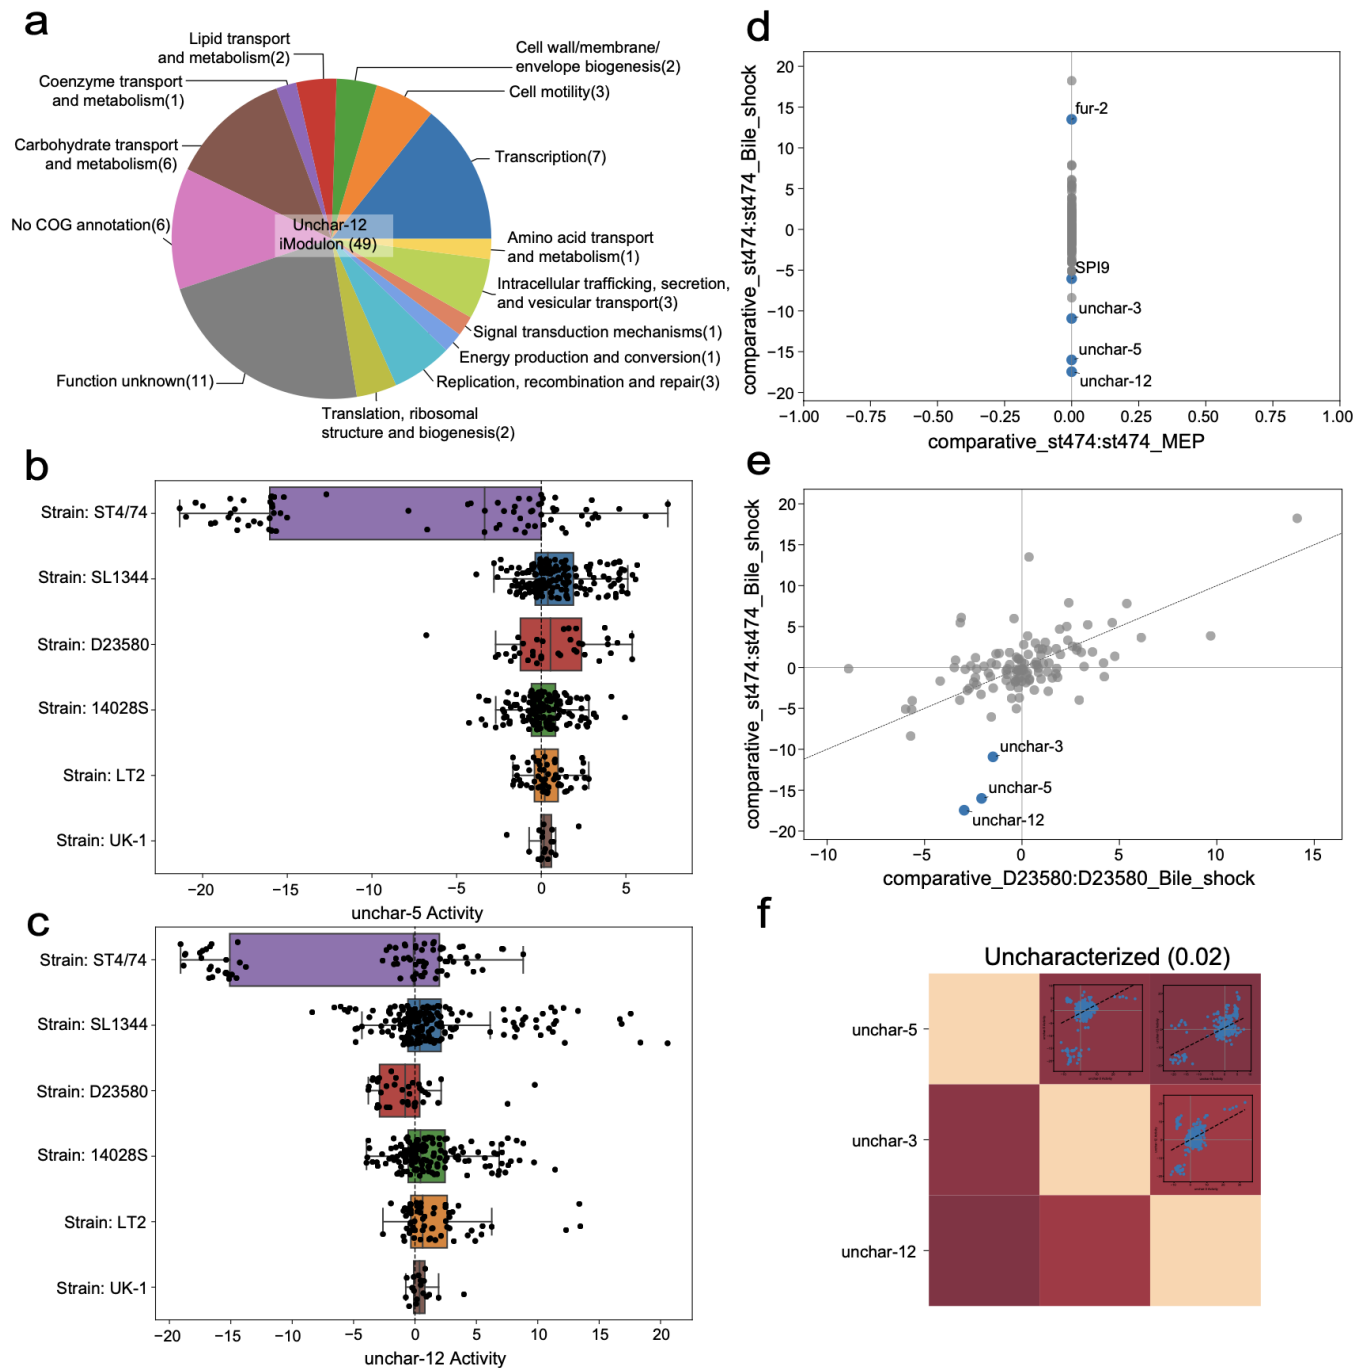 a
Lipid transport
and metabolism(2)
Cell wall/membrane/
envelope biogenesis(2)
Coenzyme transport
and metabolism(1)
Cell motility(3)
Carbohydrate transport
and metabolism(6)
Transcription(7)
No COG annotation(6)
Unchar-12
iModulon (49)
Amino acid transport
and metabolism(1)
Intracellular trafficking, secretion,
and vesicular transport(3)
Signal transduction mechanisms(1)
Energy production and conversion(1)
Replication, recombination and repair(3)
Function unknown(11)
Translation, ribosomal
structure and biogenesis(2)
b
Strain: ST4/74
Strain: SL1344
Strain: D23580
Strain: 14028S
Strain: LT2
Strain: UK-1
−20 −15 −10 −5 0 5
unchar-5 Activity
c
Strain: ST4/74
Strain: SL1344
Strain: D23580
Strain: 14028S
Strain: LT2
Strain: UK-1
−20 −15 −10 −5 0 5 10 15 20
unchar-12 Activity
d
comparative_st474:st474_Bile_shock
20
15
10
5
0
−5
−10
−15
−20
fur-2
SPI9
unchar-3
unchar-5
unchar-12
−1.00 −0.75 −0.50 −0.25 0.00 0.25 0.50 0.75 1.00
comparative_st474:st474_MEP
e
comparative_st474:st474_Bile_shock
20
15
10
5
0
−5
−10
−15
−20
unchar-3
unchar-5
unchar-12
−10 −5 0 5 10 15
comparative_D23580:D23580_Bile_shock
f
Uncharacterized (0.02)
unchar-5
unchar-3
unchar-12